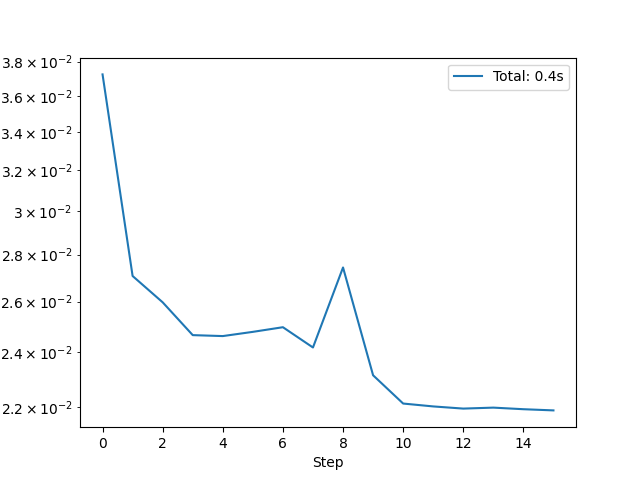 3.8 × 10⁻²
3.6 × 10⁻²
3.4 × 10⁻²
3.2 × 10⁻²
3 × 10⁻²
2.8 × 10⁻²
2.6 × 10⁻²
2.4 × 10⁻²
2.2 × 10⁻²
Total: 0.4s
0 2 4 6 8 10 12 14
Step